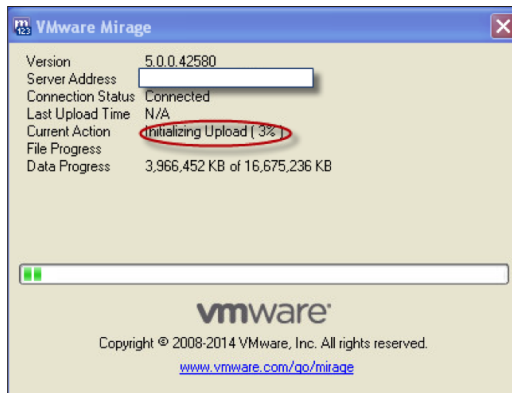 VMware Mirage
Version 5.0.0.42580
Server Address
Connection Status Connected
Last Upload Time N/A
Current Action Initializing Upload ( 3% )
File Progress
Data Progress 3,966,452 KB of 16,675,236 KB
vmware
Copyright © 2008-2014 VMware, Inc. All rights reserved.
www.vmware.com/go/mirage